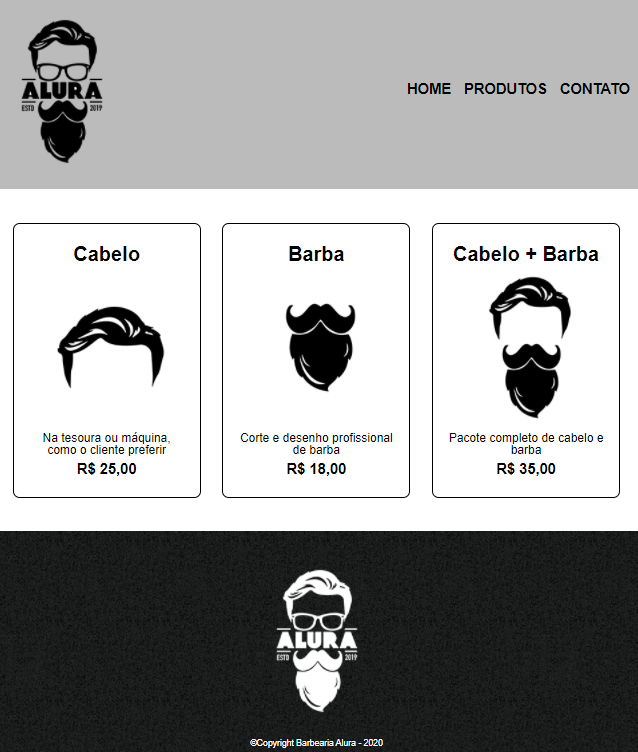 ALURA
ESTD 2019
HOME PRODUTOS CONTATO
Cabelo
Na tesoura ou máquina,
como o cliente preferir
R$ 25,00
Barba
Corte e desenho profissional
de barba
R$ 18,00
Cabelo + Barba
Pacote completo de cabelo e
barba
R$ 35,00
ALURA
ESTD 2019
©Copyright Barbearia Alura - 2020